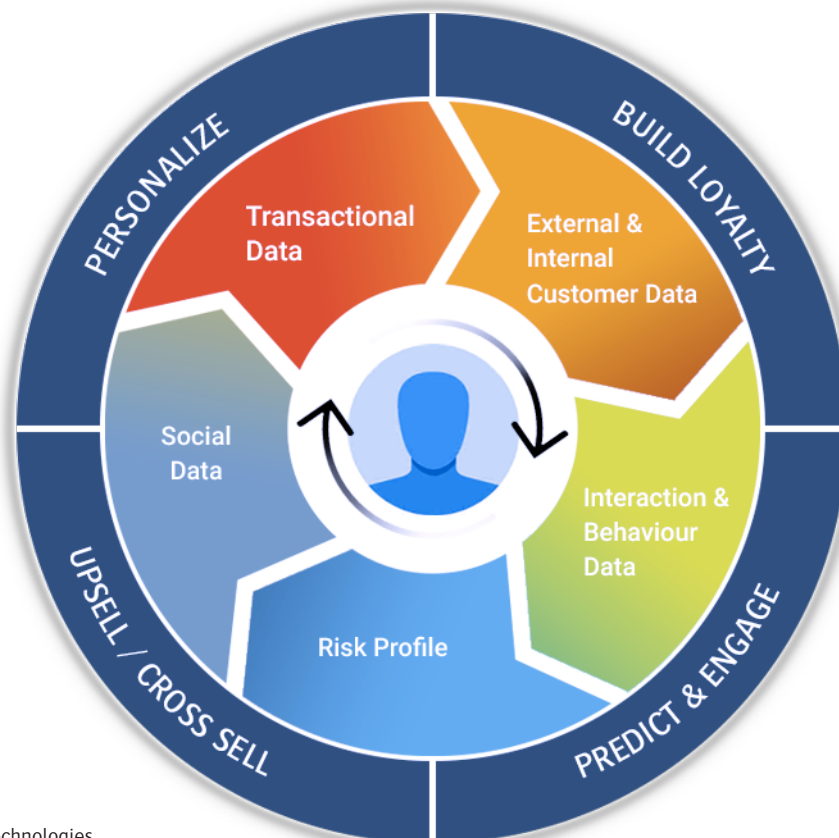 PERSONALIZE
BUILD LOYALTY
Transactional
Data
External &
Internal
Customer Data
Social
Data
Interaction &
Behaviour
Data
Risk Profile
UPSELL / CROSS SELL
PREDICT & ENGAGE